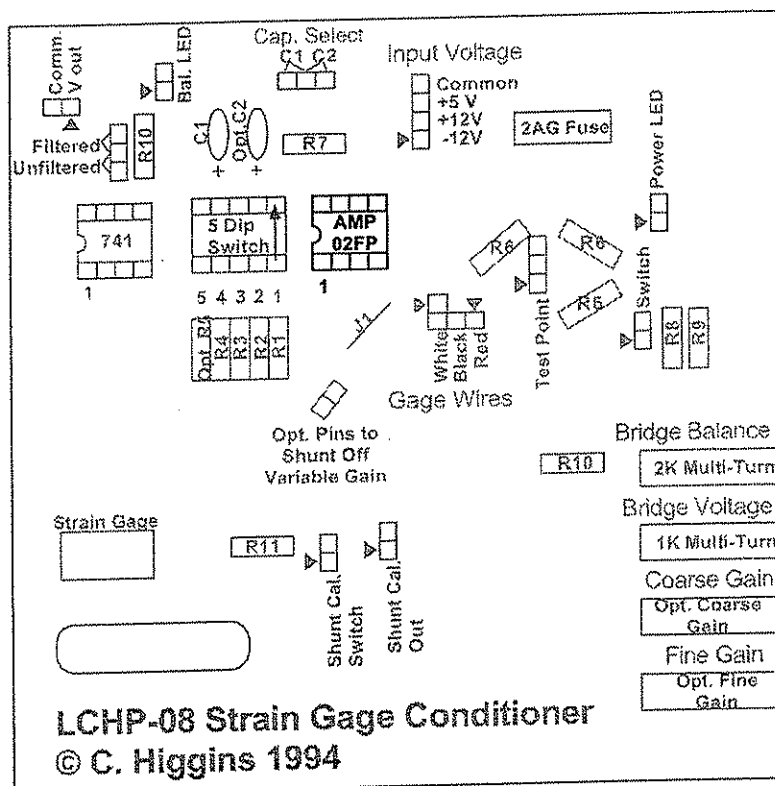 Comm.
V out
Bal. LED
Cap. Select
C1 C2
Input Voltage
Common
+5 V
+12V
-12V
2AG Fuse
Power LED
Filtered
Unfiltered
R10
C1
Opt. C2
+ +
R7
741
1
5 Dip
Switch
AMP
02FP
1
R6
R6
R6
Test Point
Switch
R8
R9
5 4 3 2 1
Opt. R5
R4
R3
R2
R1
J1
White
Black
Red
Gage Wires
Opt. Pins to
Shunt Off
Variable Gain
Bridge Balance
R10
2K Multi-Turn
Bridge Voltage
1K Multi-Turn
Strain Gage
R11
Shunt Cal.
Switch
Shunt Cal.
Out
Coarse Gain
Opt. Coarse
Gain
Fine Gain
Opt. Fine
Gain
LCHP-08 Strain Gage Conditioner
© C. Higgins 1994